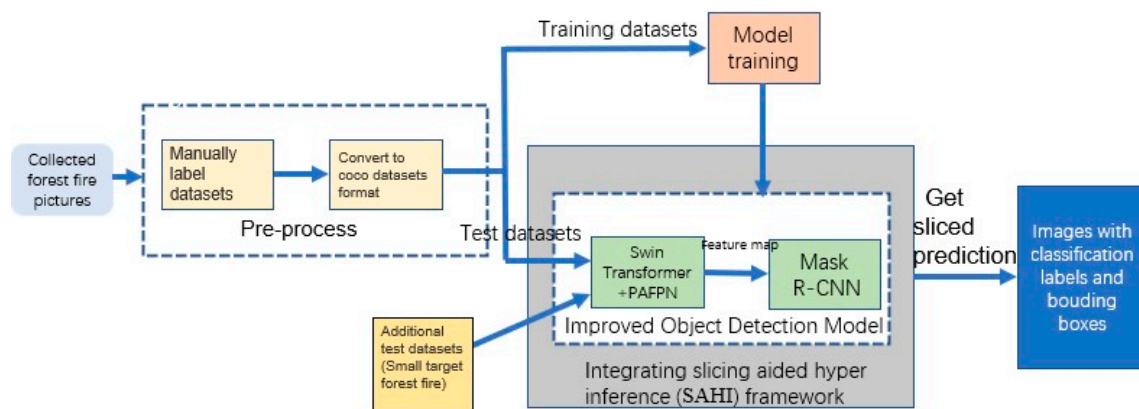 Collected
forest fire
pictures
Manually
label
datasets
Convert to
coco datasets
format
Pre-process
Training datasets
Model
training
Test datasets
Swin
Transformer
+PAFPN
Feature map
Mask
R-CNN
Improved Object Detection Model
Additional
test datasets
(Small target
forest fire)
Integrating slicing aided hyper
inference (SAHI) framework
Get
sliced
prediction
Images with
classification
labels and
bouding
boxes